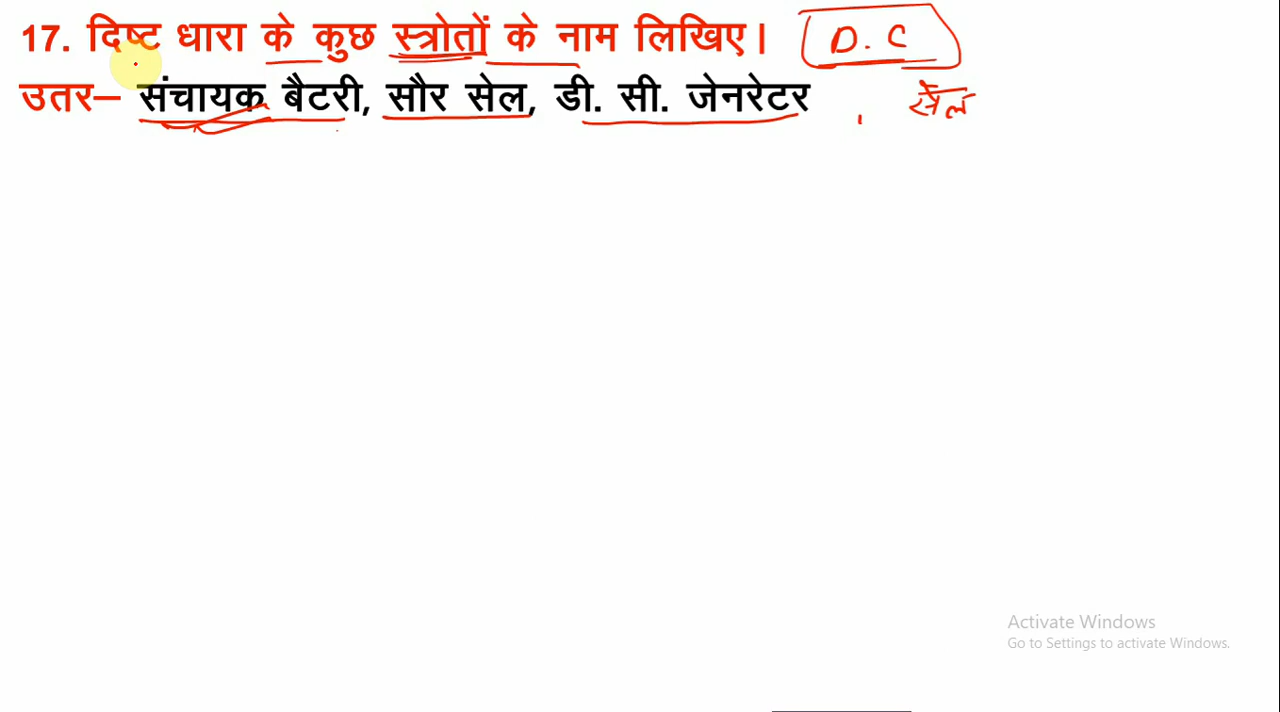 17. दिष्ट धारा के कुछ स्त्रोतों के नाम लिखिए। D. C
उतर– संचायक बैटरी, सौर सेल, डी. सी. जेनरेटर , सेल
Activate Windows
Go to Settings to activate Windows.